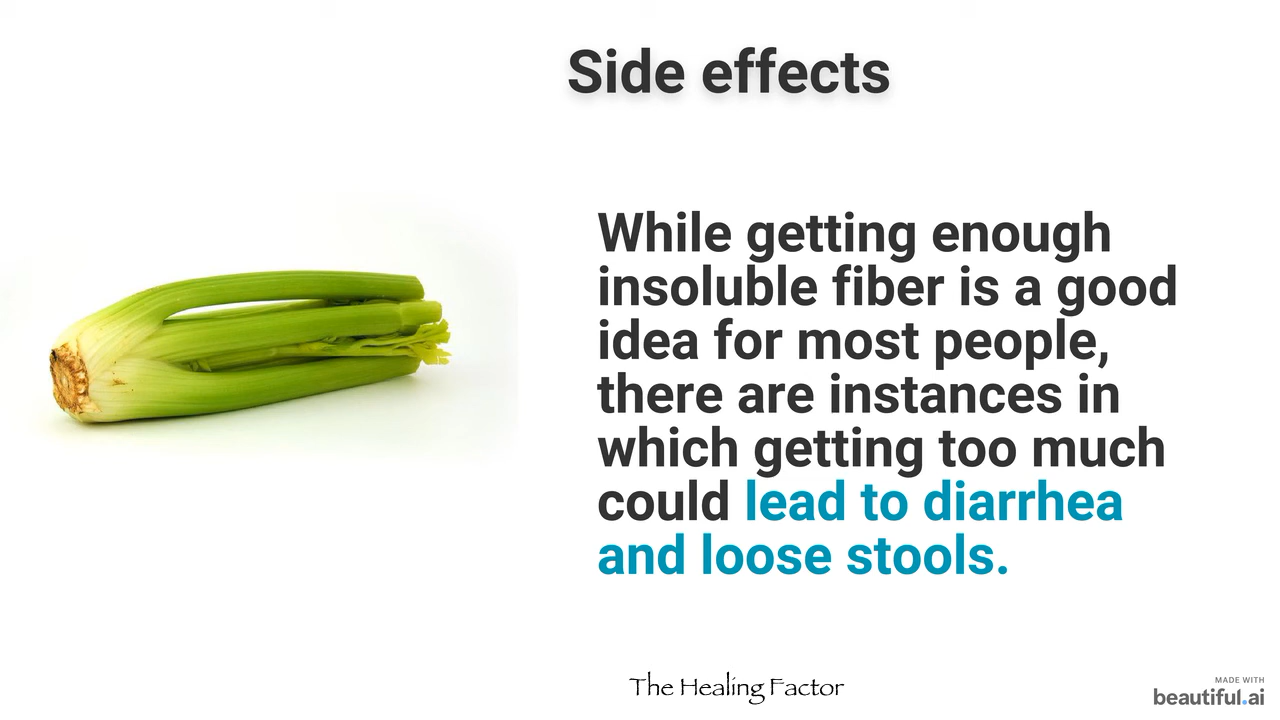 Side effects
While getting enough
insoluble fiber is a good
idea for most people,
there are instances in
which getting too much
could lead to diarrhea
and loose stools.
The Healing Factor
MADE WITH
beautiful.ai